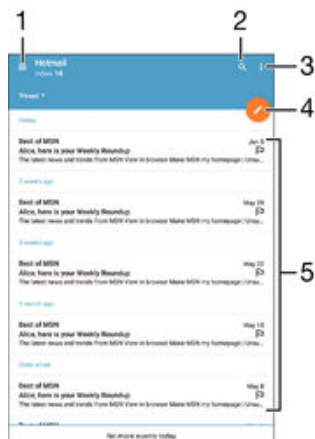 1
2
Hotmail
Inbox 14
3
4
Today
Best of MSN Jun 5
Alice, here is your Weekly Roundup
The latest news and trends from MSN View in browser Make MSN my homepage | Unsu...
2 weeks ago
Best of MSN May 29
Alice, here is your Weekly Roundup
The latest news and trends from MSN View in browser Make MSN my homepage | Unsu...
3 weeks ago
Best of MSN May 22
Alice, here is your Weekly Roundup
The latest news and trends from MSN View in browser Make MSN my homepage | Unsu...
5
month ago
Best of MSN May 15
Alice, here is your Weekly Roundup
The latest news and trends from MSN View in browser Make MSN my homepage | Unsu...
Older email
Best of MSN May 8
Alice, here is your Weekly Roundup
The latest news and trends from MSN View in browser Make MSN my homepage | Unsu...
No more events today